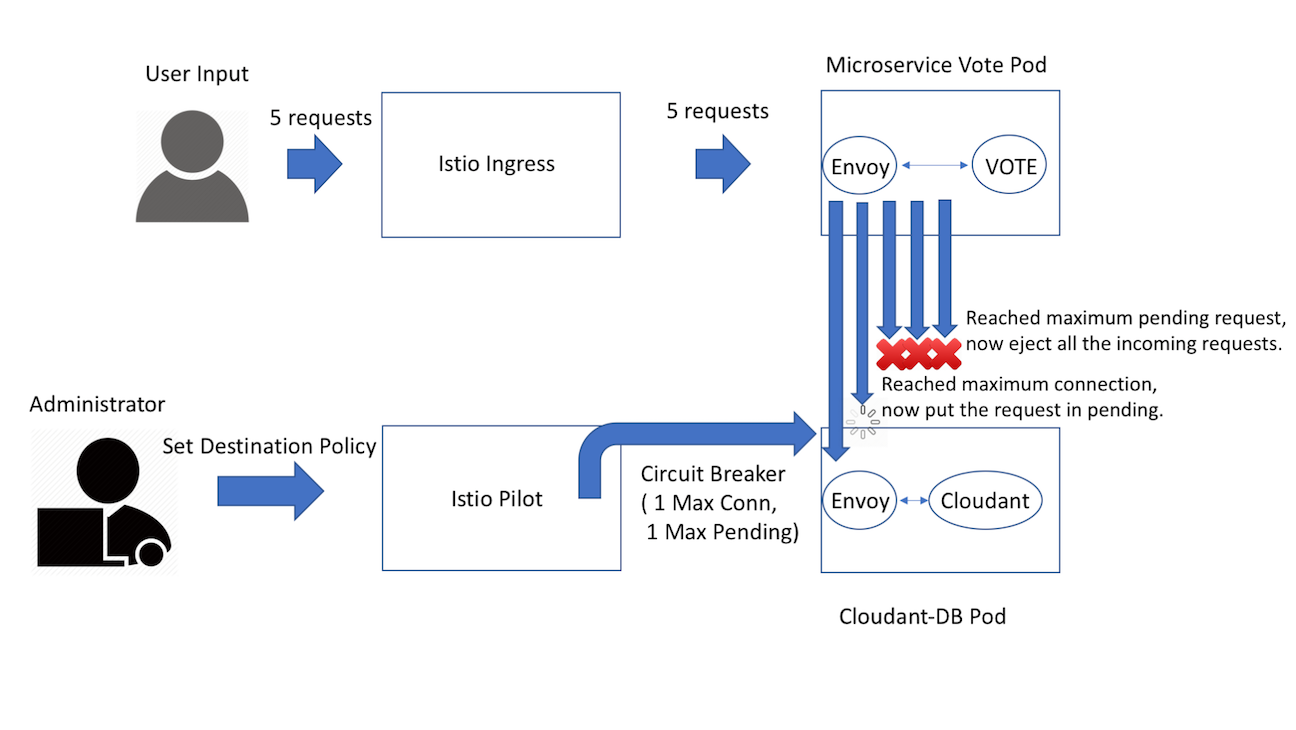 User Input
5 requests
Istio Ingress
5 requests
Microservice Vote Pod
Envoy
VOTE
Reached maximum pending request,
now eject all the incoming requests.
Reached maximum connection,
now put the request in pending.
Administrator
Set Destination Policy
Istio Pilot
Circuit Breaker
( 1 Max Conn,
1 Max Pending)
Envoy
Cloudant
Cloudant-DB Pod